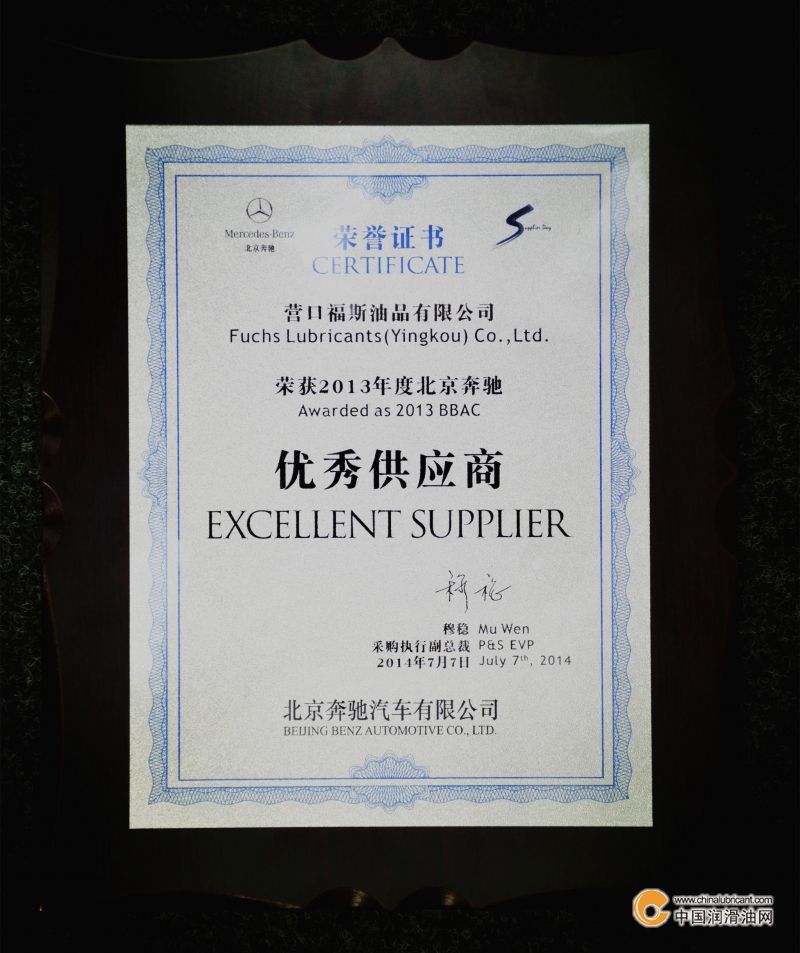 Mercedes-Benz
北京奔驰
Supplier Day
荣誉证书
CERTIFICATE
营口福斯油品有限公司
Fuchs Lubricants(Yingkou) Co.,Ltd.
荣获2013年度北京奔驰
Awarded as 2013 BBAC
优秀供应商
EXCELLENT SUPPLIER
穆稳 Mu Wen
采购执行副总裁 P&S EVP
2014年7月7日 July 7th, 2014
北京奔驰汽车有限公司
BEIJING BENZ AUTOMOTIVE CO., LTD.
www.chinalubricant.com
中国润滑油网